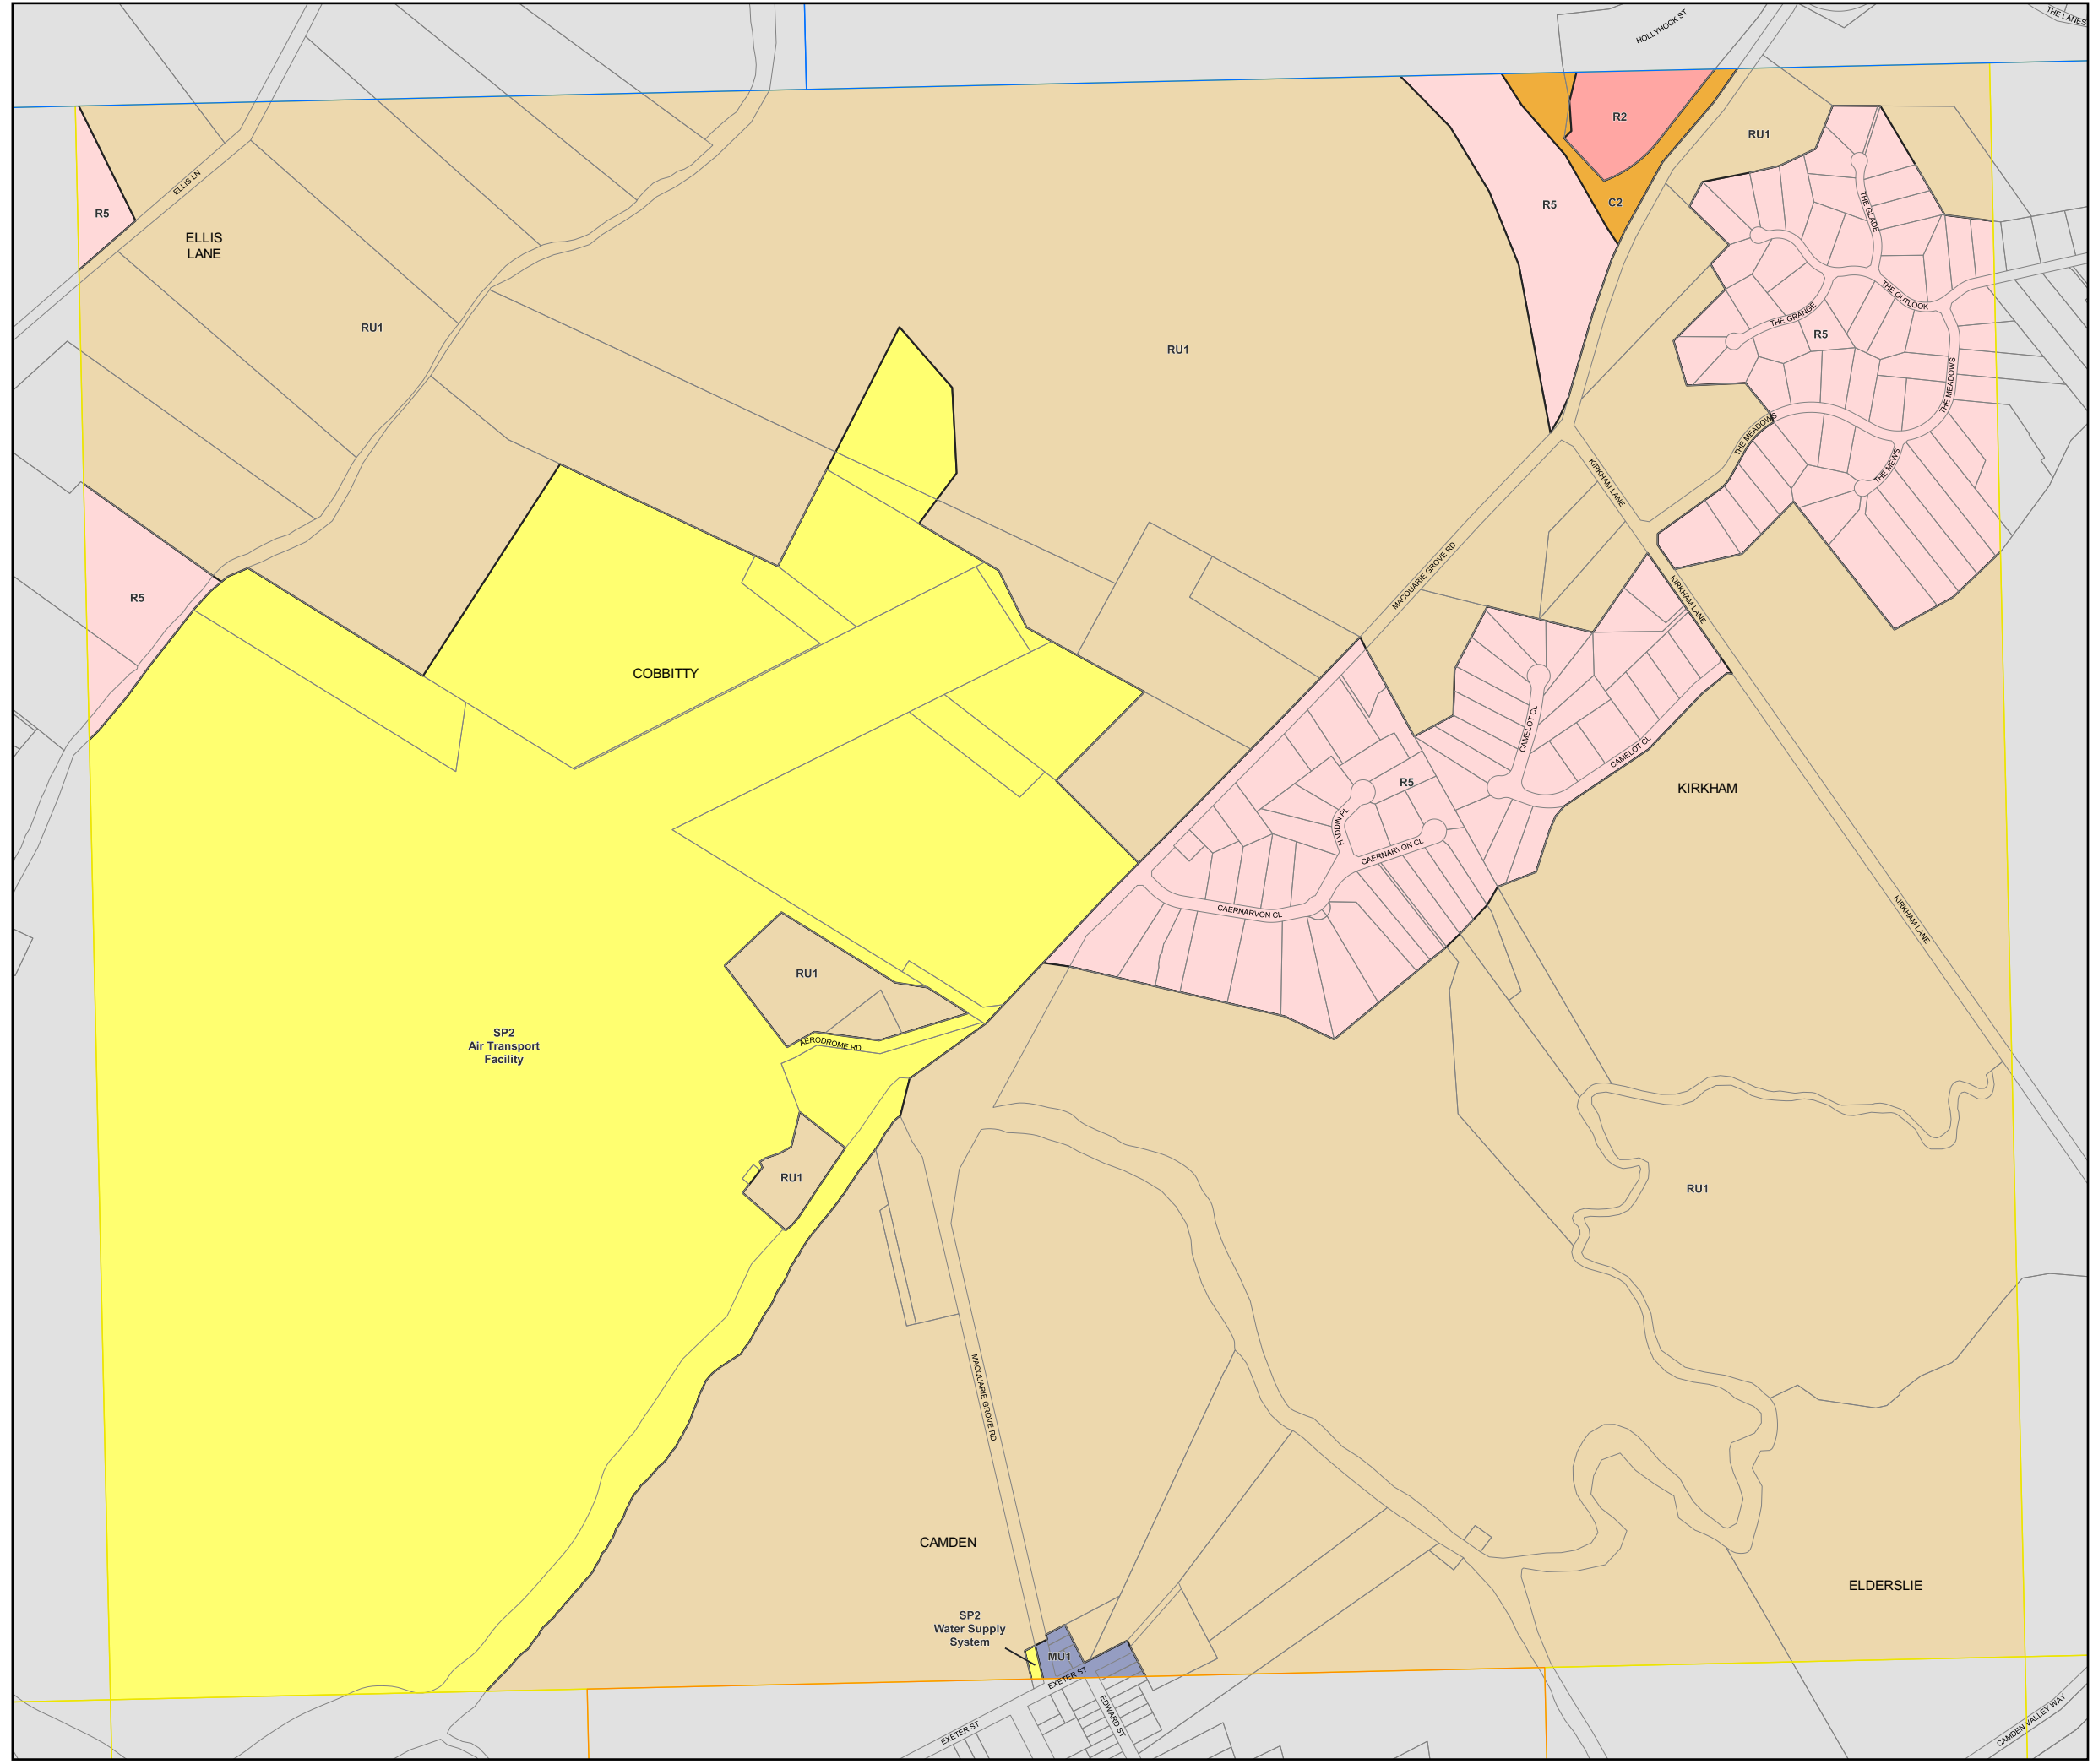 HOLLYHOCK ST
THE LANES
R2
RU1
ELLIS LN
R5
C2
R5
THE GLADE
ELLIS
LANE
THE OUTLOOK
THE GRANGE
RU1
R5
RU1
THE MEADOWS
THE MEADOWS
THE MEWS
KIRKHAM LANE
MACQUARIE GROVE RD
KIRKHAM LANE
R5
COBBITTY
CAMELOT CL
CAMELOT CL
R5
KIRKHAM
HADDIN PL
CAERNARVON CL
CAERNARVON CL
KIRKHAM LANE
RU1
SP2
Air Transport
Facility
AERODROME RD
RU1
RU1
MACQUARIE GROVE RD
CAMDEN
ELDERSLIE
SP2
Water Supply
System
MU1
EXETER ST
EDWARD ST
EXETER ST
CAMDEN VALLEY WAY